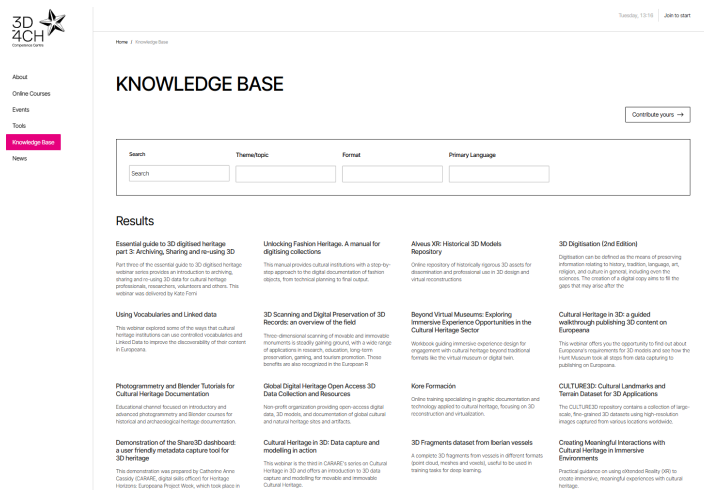 3D
4CH
Competence Centre
Tuesday, 13:16
Join to start
Home | Knowledge Base
About
Online Courses
Events
Tools
Knowledge Base
News
KNOWLEDGE BASE
Contribute yours →
Search
Theme/topic
Format
Primary Language
Search
Results
Essential guide to 3D digitised heritage
part 3: Archiving, Sharing and re-using 3D
Part three of the essential guide to 3D digitised heritage
webinar series provides an introduction to archiving,
sharing and re-using 3D data for cultural heritage
professionals, researchers, volunteers and others. This
webinar was delivered by Kate Fernie
Unlocking Fashion Heritage. A manual for
digitising collections
This manual provides cultural institutions with a step-by-
step approach to the digital documentation of fashion
objects, from technical planning to final output.
Alveus XR: Historical 3D Models
Repository
Online repository of historically rigorous 3D assets for
dissemination and professional use in 3D design and
virtual reconstructions
3D Digitisation (2nd Edition)
Digitisation can be defined as the means of preserving
information relating to history, tradition, language, art,
religion, and culture in general, including even the
sciences. The creation of a digital copy aims to fill the
gaps that may arise after the
Using Vocabularies and Linked data
This webinar explored some of the ways that cultural
heritage institutions can use controlled vocabularies and
Linked Data to improve the discoverability of their content
in Europeana.
3D Scanning and Digital Preservation of 3D
Records: an overview of the field
Three-dimensional scanning of movable and immovable
monuments is steadily gaining ground, with a wide range
of applications in research, education, long-term
preservation, gaming, and tourism promotion. These
benefits are also recognized in the European R
Beyond Virtual Museums: Exploring
Immersive Experience Opportunities in the
Cultural Heritage Sector
Workbook guiding immersive experience design for
engagement with cultural heritage beyond traditional
formats like the virtual museum or digital twin.
Cultural Heritage in 3D: a guided
walkthrough publishing 3D content on
Europeana
This webinar offers you the opportunity to find out about
Europeana's requirements for 3D models and see how the
Hunt Museum took all steps from data capturing to
publishing on Europeana.
Photogrammetry and Blender Tutorials for
Cultural Heritage Documentation
Educational channel focused on introductory and
advanced photogrammetry and Blender courses for
historical and archaeological heritage documentation.
Global Digital Heritage Open Access 3D
Data Collection and Resources
Non-profit organization providing open-access digital
data, 3D models, and documentation of global cultural
and natural heritage sites and artifacts.
Kore Formación
Online training specializing in graphic documentation and
technology applied to cultural heritage, focusing on 3D
reconstruction and virtualization.
CULTURE3D: Cultural Landmarks and
Terrain Dataset for 3D Applications
The CULTURE3D repository contains a collection of large-
scale, fine-grained 3D datasets using high-resolution
images captured from various locations worldwide.
Demonstration of the Share3D dashboard:
a user friendly metadata capture tool for
3D heritage
This demonstration was prepared by Catherine Anne
Cassidy (CARARE, digital skills officer) for Heritage
Horizons: Europeana Project Week, which took place in
Cultural Heritage in 3D: Data capture and
modelling in action
This webinar is the third in CARARE's series on Cultural
Heritage in 3D and offers an introduction to 3D data
capture and modelling for movable and immovable
Cultural Heritage.
3D Fragments dataset from Iberian vessels
A complete 3D fragments from vessels in different formats
(point cloud, meshes and voxels), useful to be used in
training tasks for deep learning.
Creating Meaningful Interactions with
Cultural Heritage in Immersive
Environments
Practical guidance on using eXtended Reality (XR) to
create immersive, meaningful experiences with cultural
heritage.